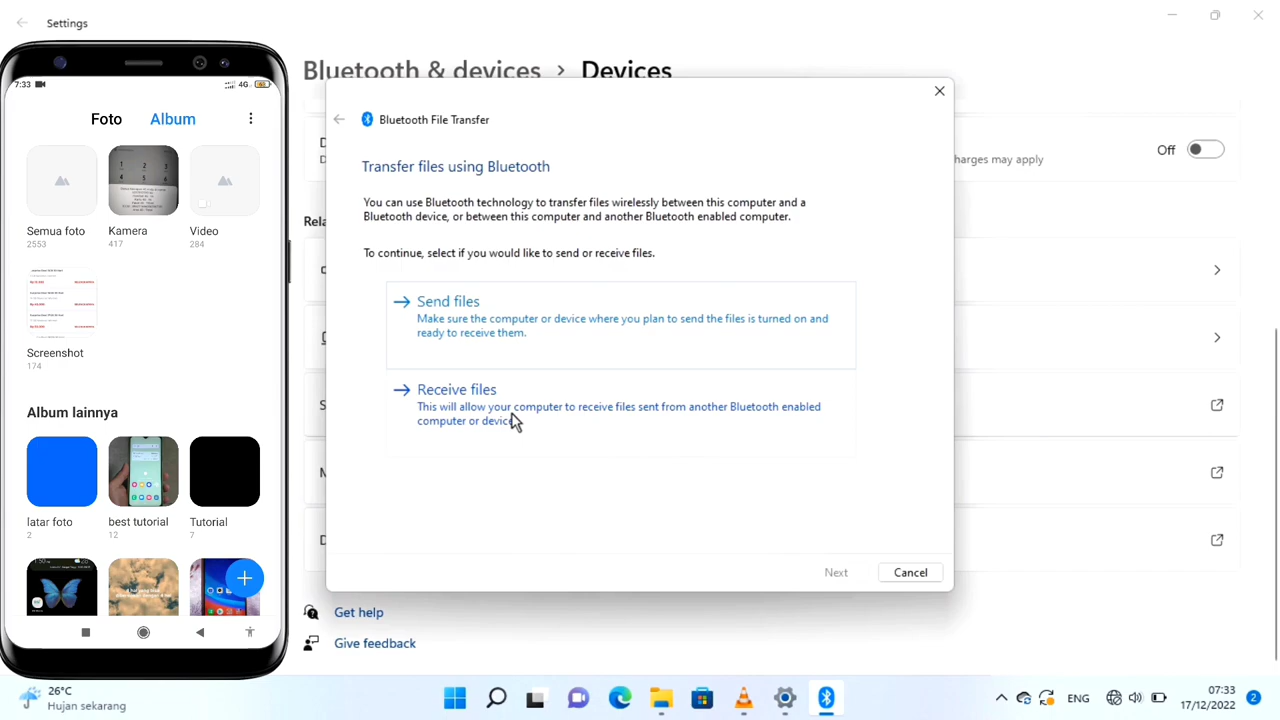 Settings
7:33
4G
Foto
Album
Semua foto
2553
Kamera
417
Video
284
Screenshot
174
Album lainnya
latar foto
2
best tutorial
12
Tutorial
7
Bluetooth & devices > Devices
harges may apply
Off
Rela
Bluetooth File Transfer
Transfer files using Bluetooth
You can use Bluetooth technology to transfer files wirelessly between this computer and a
Bluetooth device, or between this computer and another Bluetooth enabled computer.
To continue, select if you would like to send or receive files.
Send files
Make sure the computer or device where you plan to send the files is turned on and
ready to receive them.
Receive files
This will allow your computer to receive files sent from another Bluetooth enabled
computer or device
Next
Cancel
Get help
Give feedback
26°C
Hujan sekarang
ENG
07:33
17/12/2022
2